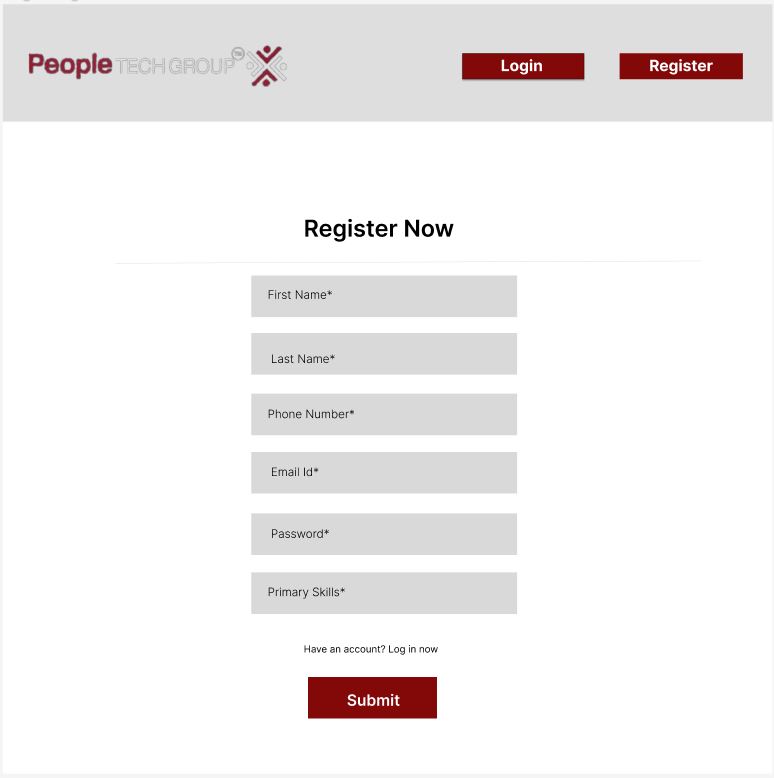 People TECH GROUP TM
Login
Register
Register Now
First Name*
Last Name*
Phone Number*
Email Id*
Password*
Primary Skills*
Have an account? Log in now
Submit